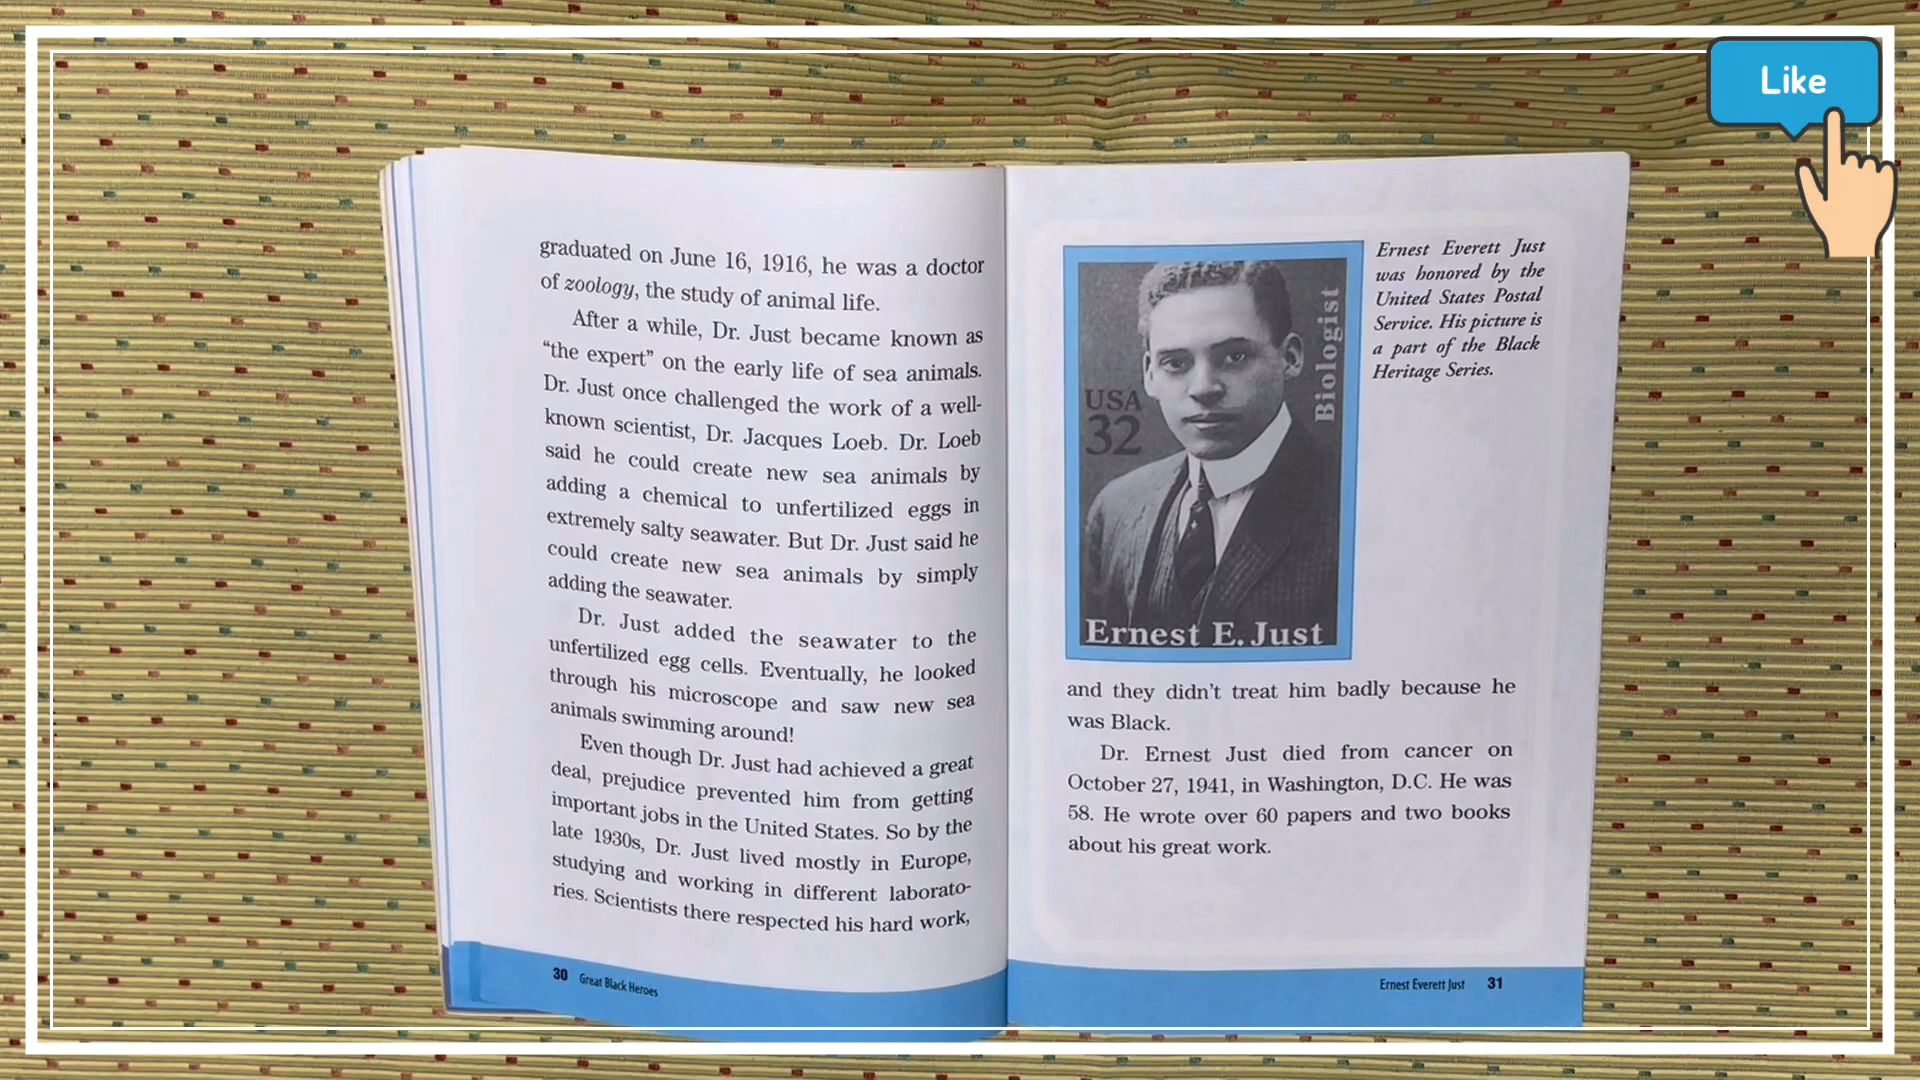 Like
graduated on June 16, 1916, he was a doctor
of zoology, the study of animal life.
After a while, Dr. Just became known as
“the expert” on the early life of sea animals.
Dr. Just once challenged the work of a well-
known scientist, Dr. Jacques Loeb. Dr. Loeb
said he could create new sea animals by
adding a chemical to unfertilized eggs in
extremely salty seawater. But Dr. Just said he
could create new sea animals by simply
adding the seawater.
Dr. Just added the seawater to the
unfertilized egg cells. Eventually, he looked
through his microscope and saw new sea
animals swimming around!
Even though Dr. Just had achieved a great
deal, prejudice prevented him from getting
important jobs in the United States. So by the
late 1930s, Dr. Just lived mostly in Europe,
studying and working in different laborato-
ries. Scientists there respected his hard work,
30 Great Black Heroes
Biologist
USA
32
Ernest E. Just
Ernest Everett Just
was honored by the
United States Postal
Service. His picture is
a part of the Black
Heritage Series.
and they didn’t treat him badly because he
was Black.
Dr. Ernest Just died from cancer on
October 27, 1941, in Washington, D.C. He was
58. He wrote over 60 papers and two books
about his great work.
Ernest Everett Just 31